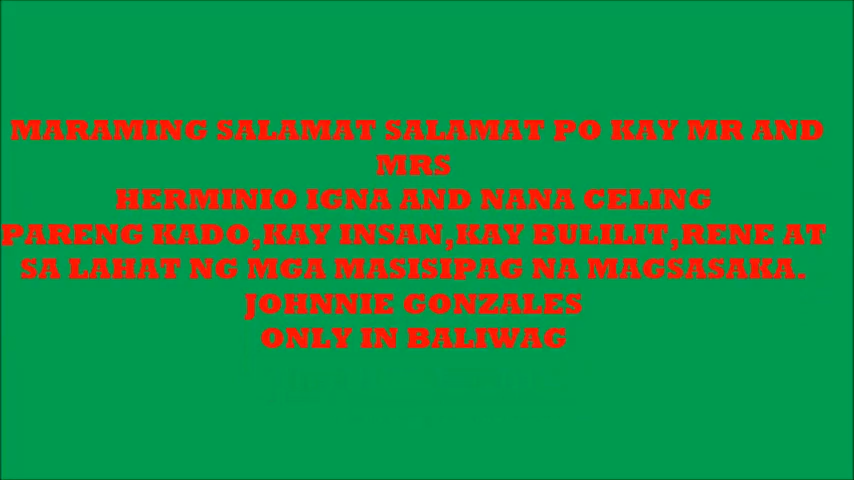 MARAMING SALAMAT SALAMAT PO KAY MR AND
MRS
HERMINIO IGNA AND NANA CELING
PARENG KADO,KAY INSAN,KAY BULILIT,RENE AT
SA LAHAT NG MGA MASISIPAG NA MAGSASAKA.
JOHNNIE GONZALES
ONLY IN BALIWAG